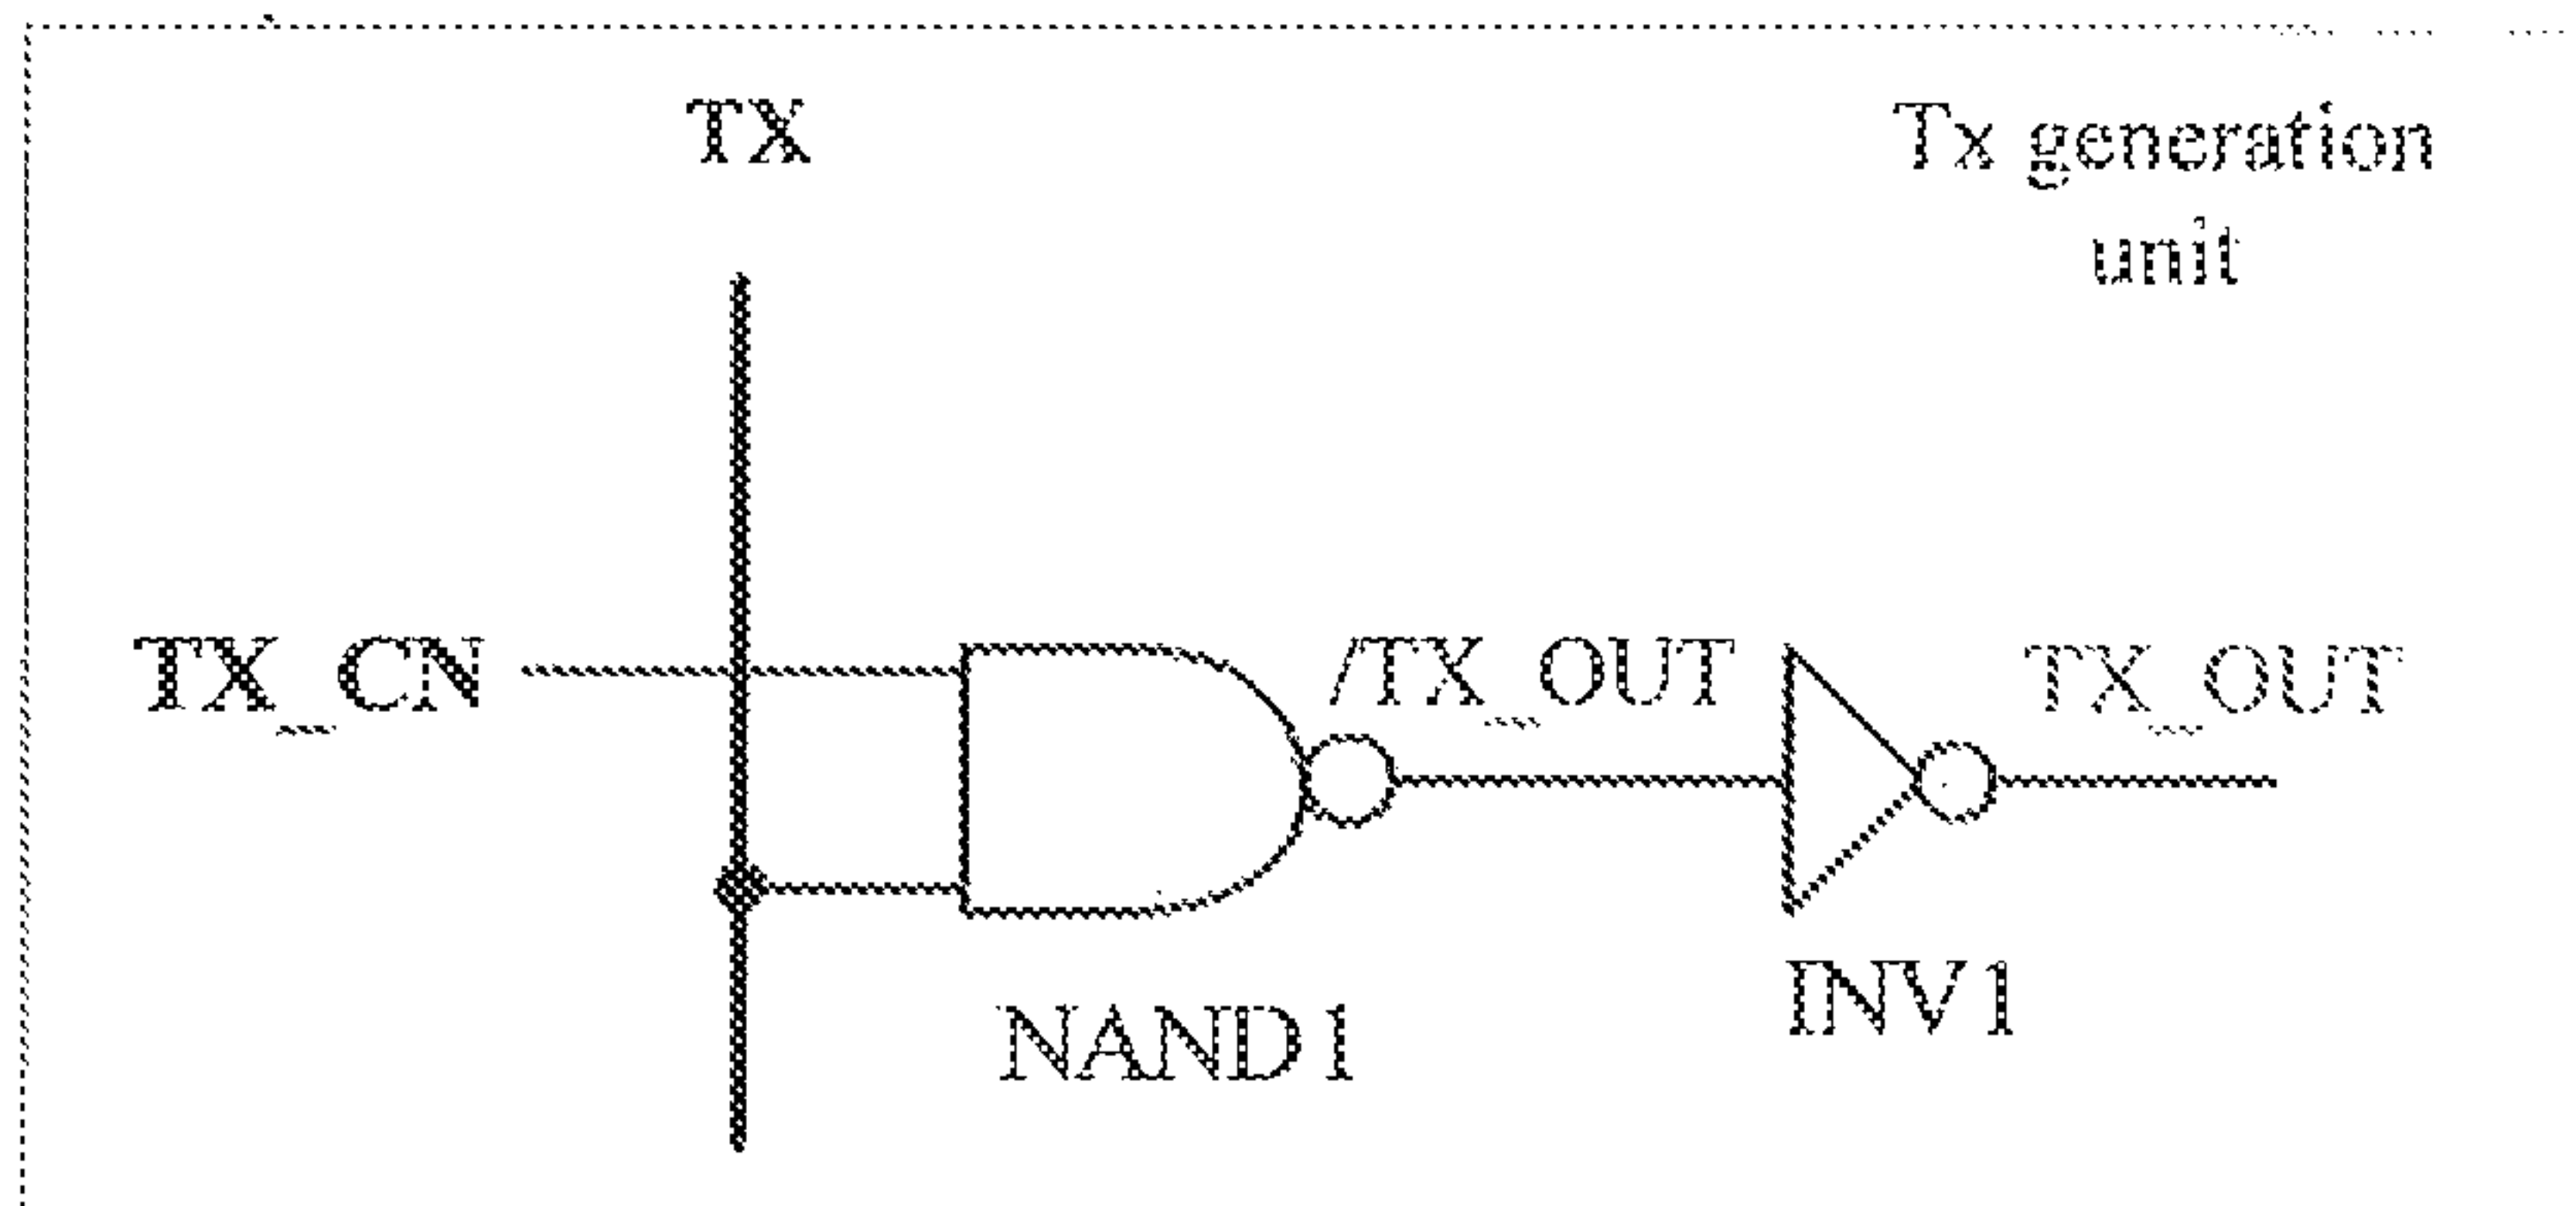 TX
Tx generation
unit
TX_CN
/TX_OUT
TX_OUT
NAND1
INV1